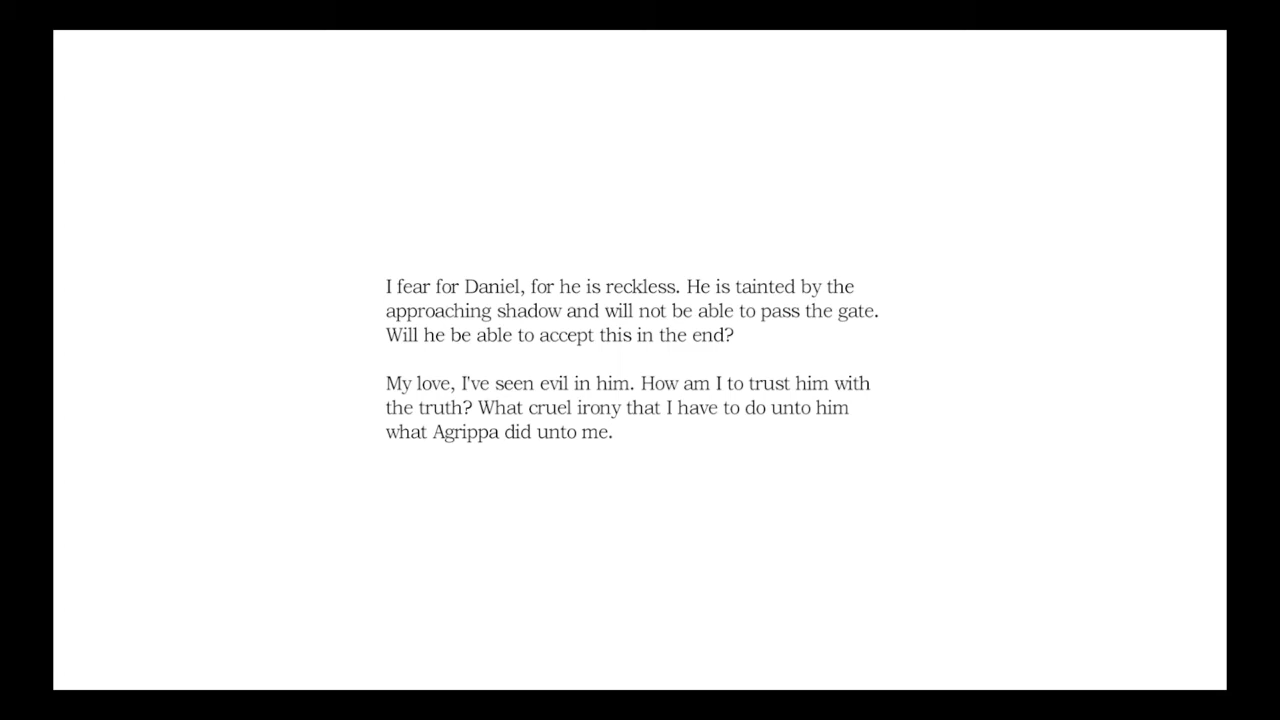 I fear for Daniel, for he is reckless. He is tainted by the
approaching shadow and will not be able to pass the gate.
Will he be able to accept this in the end?
My love, I've seen evil in him. How am I to trust him with
the truth? What cruel irony that I have to do unto him
what Agrippa did unto me.